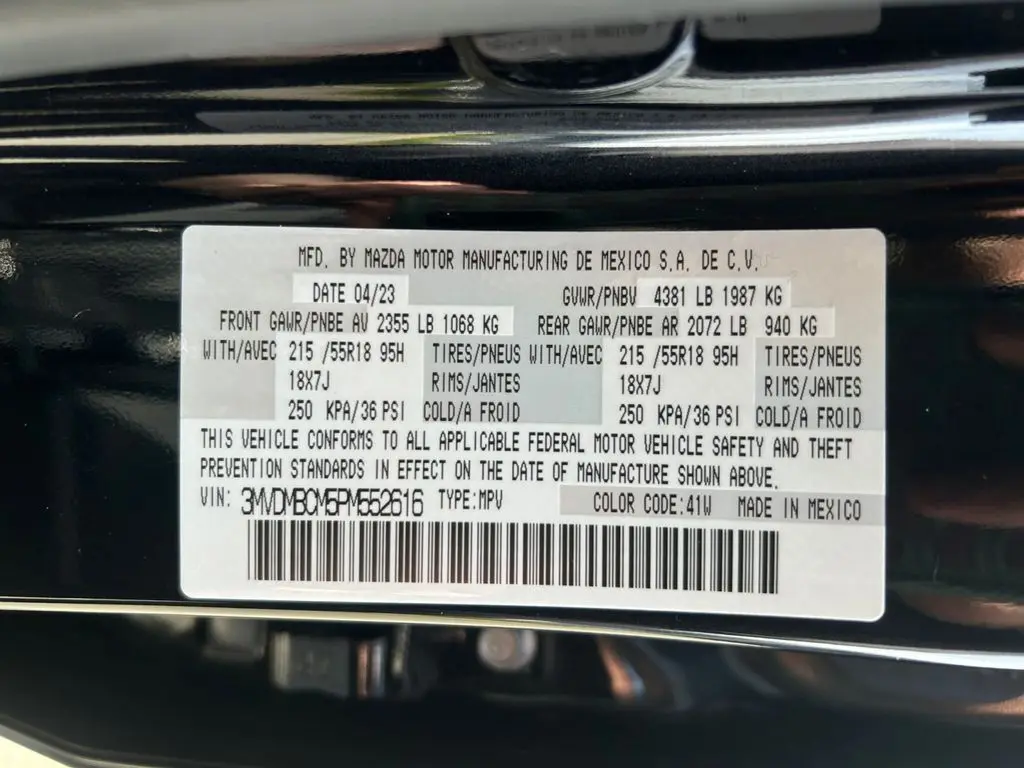 MFD. BY MAZDA MOTOR MANUFACTURING DE MEXICO S.A. DE C.V.
DATE 04/23 GVWR/PNBV 4381 LB 1987 KG
FRONT GAWR/PNBE AV 2355 LB 1068 KG REAR GAWR/PNBE AR 2072 LB 940 KG
WITH/AVEC 215 /55R18 95H TIRES/PNEUS WITH/AVEC 215 /55R18 95H TIRES/PNEUS
18X7J RIMS/JANTES 18X7J RIMS/JANTES
250 KPA/36 PSI COLD/A FROID 250 KPA/36 PSI COLD/A FROID
THIS VEHICLE CONFORMS TO ALL APPLICABLE FEDERAL MOTOR VEHICLE SAFETY AND THEFT
PREVENTION STANDARDS IN EFFECT ON THE DATE OF MANUFACTURE SHOWN ABOVE.
VIN: 3MVDMBCM5PM552616 TYPE:MPV COLOR CODE:41W MADE IN MEXICO